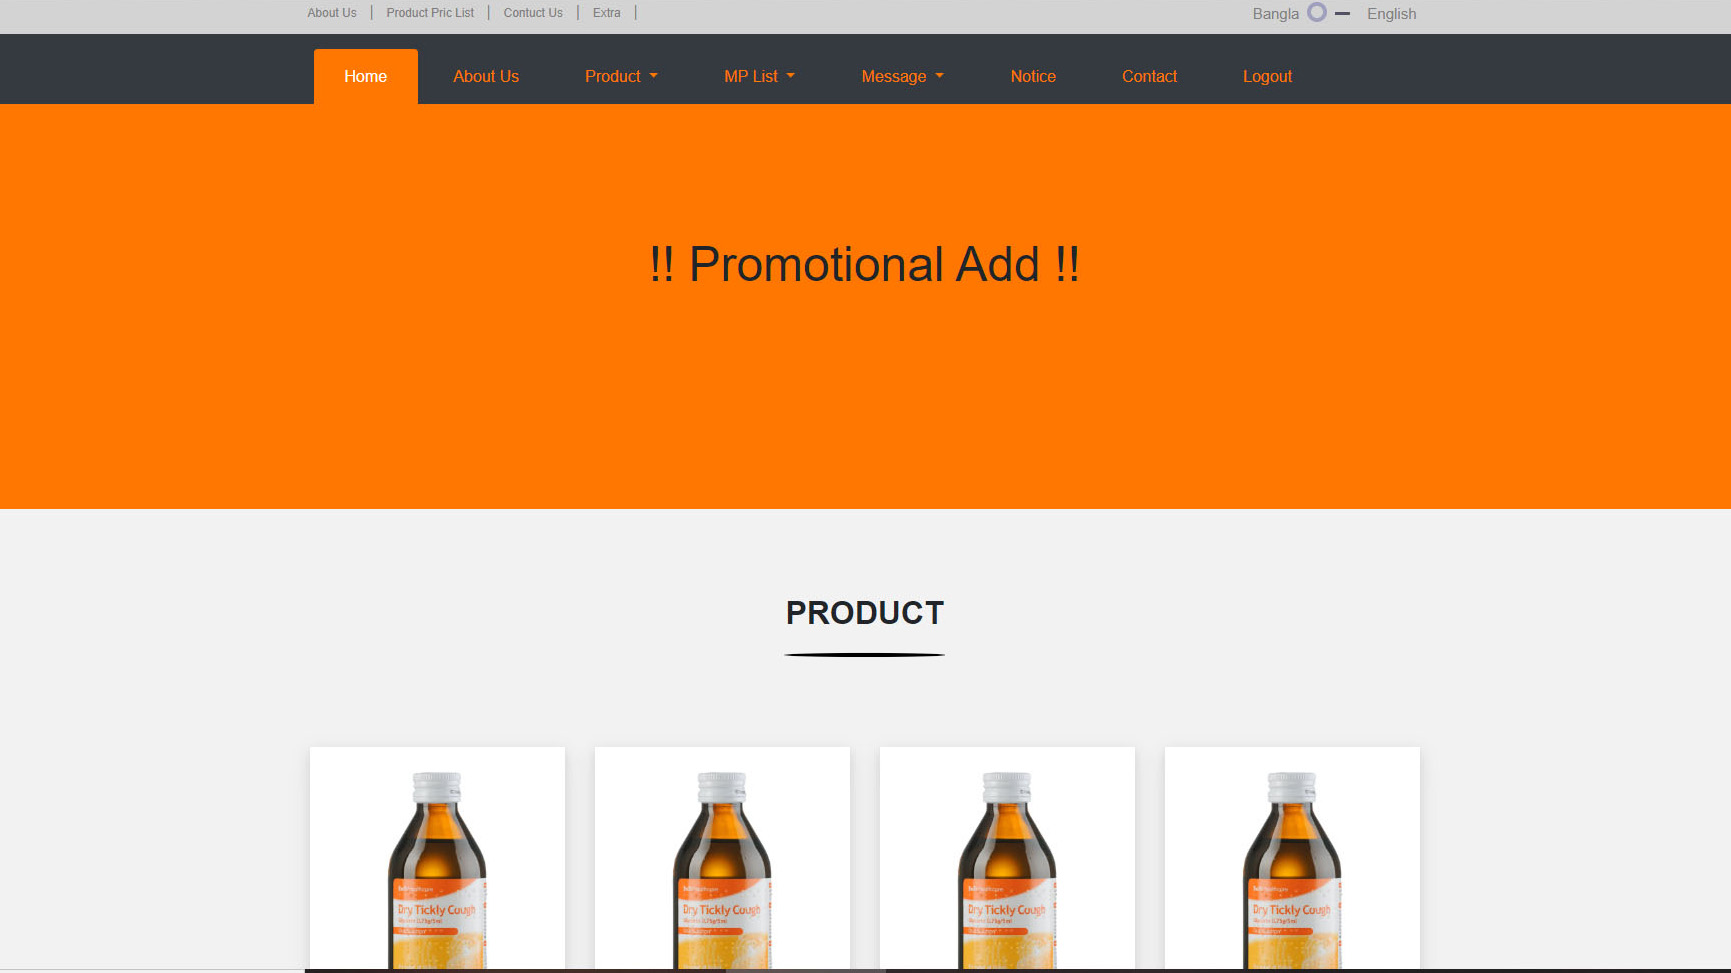 About Us | Product Pric List | Contuct Us | Extra |
Bangla English
Home About Us Product MP List Message Notice Contact Logout
!! Promotional Add !!
PRODUCT
Dry Tickly Cough Dry Tickly Cough Dry Tickly Cough Dry Tickly Cough